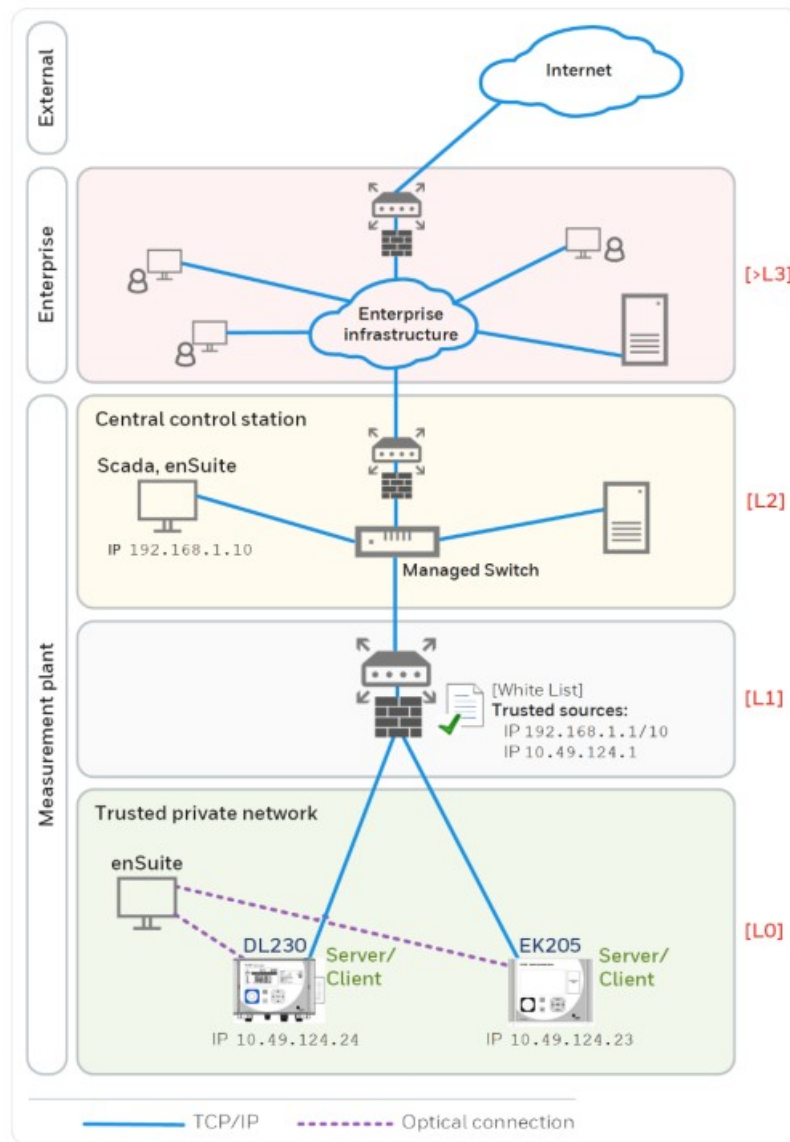 External
Internet
Enterprise
Enterprise
infrastructure
[>L3]
Measurement plant
Central control station
Scada, enSuite
IP 192.168.1.10
Managed Switch
[L2]
[White List]
Trusted sources:
IP 192.168.1.1/10
IP 10.49.124.1
[L1]
Trusted private network
enSuite
DL230
Server/
Client
IP 10.49.124.24
EK205
Server/
Client
IP 10.49.124.23
[L0]
TCP/IP
Optical connection